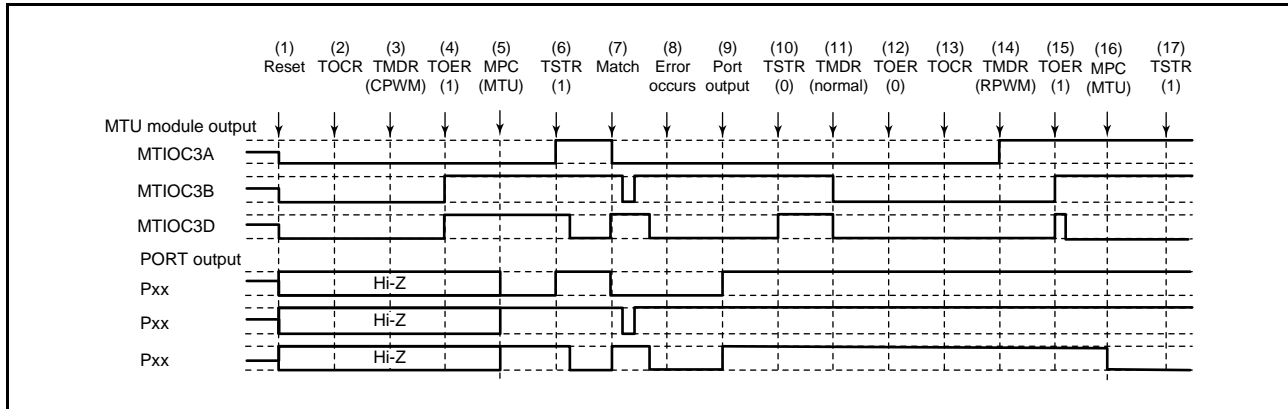 (1) (2) (3) (4) (5) (6) (7) (8) (9) (10) (11) (12) (13) (14) (15) (16) (17)
Reset TOCR TMDR TOER MPC TSTR Match Error Port TSTR TMDR TOER TOCR TMDR TOER MPC TSTR
(CPWM) (1) (MTU) (1) occurs output (0) (normal) (0) (RPWM) (1) (MTU) (1)
MTU module output
MTIOC3A
MTIOC3B
MTIOC3D
PORT output
Pxx Hi-Z
Pxx Hi-Z
Pxx Hi-Z